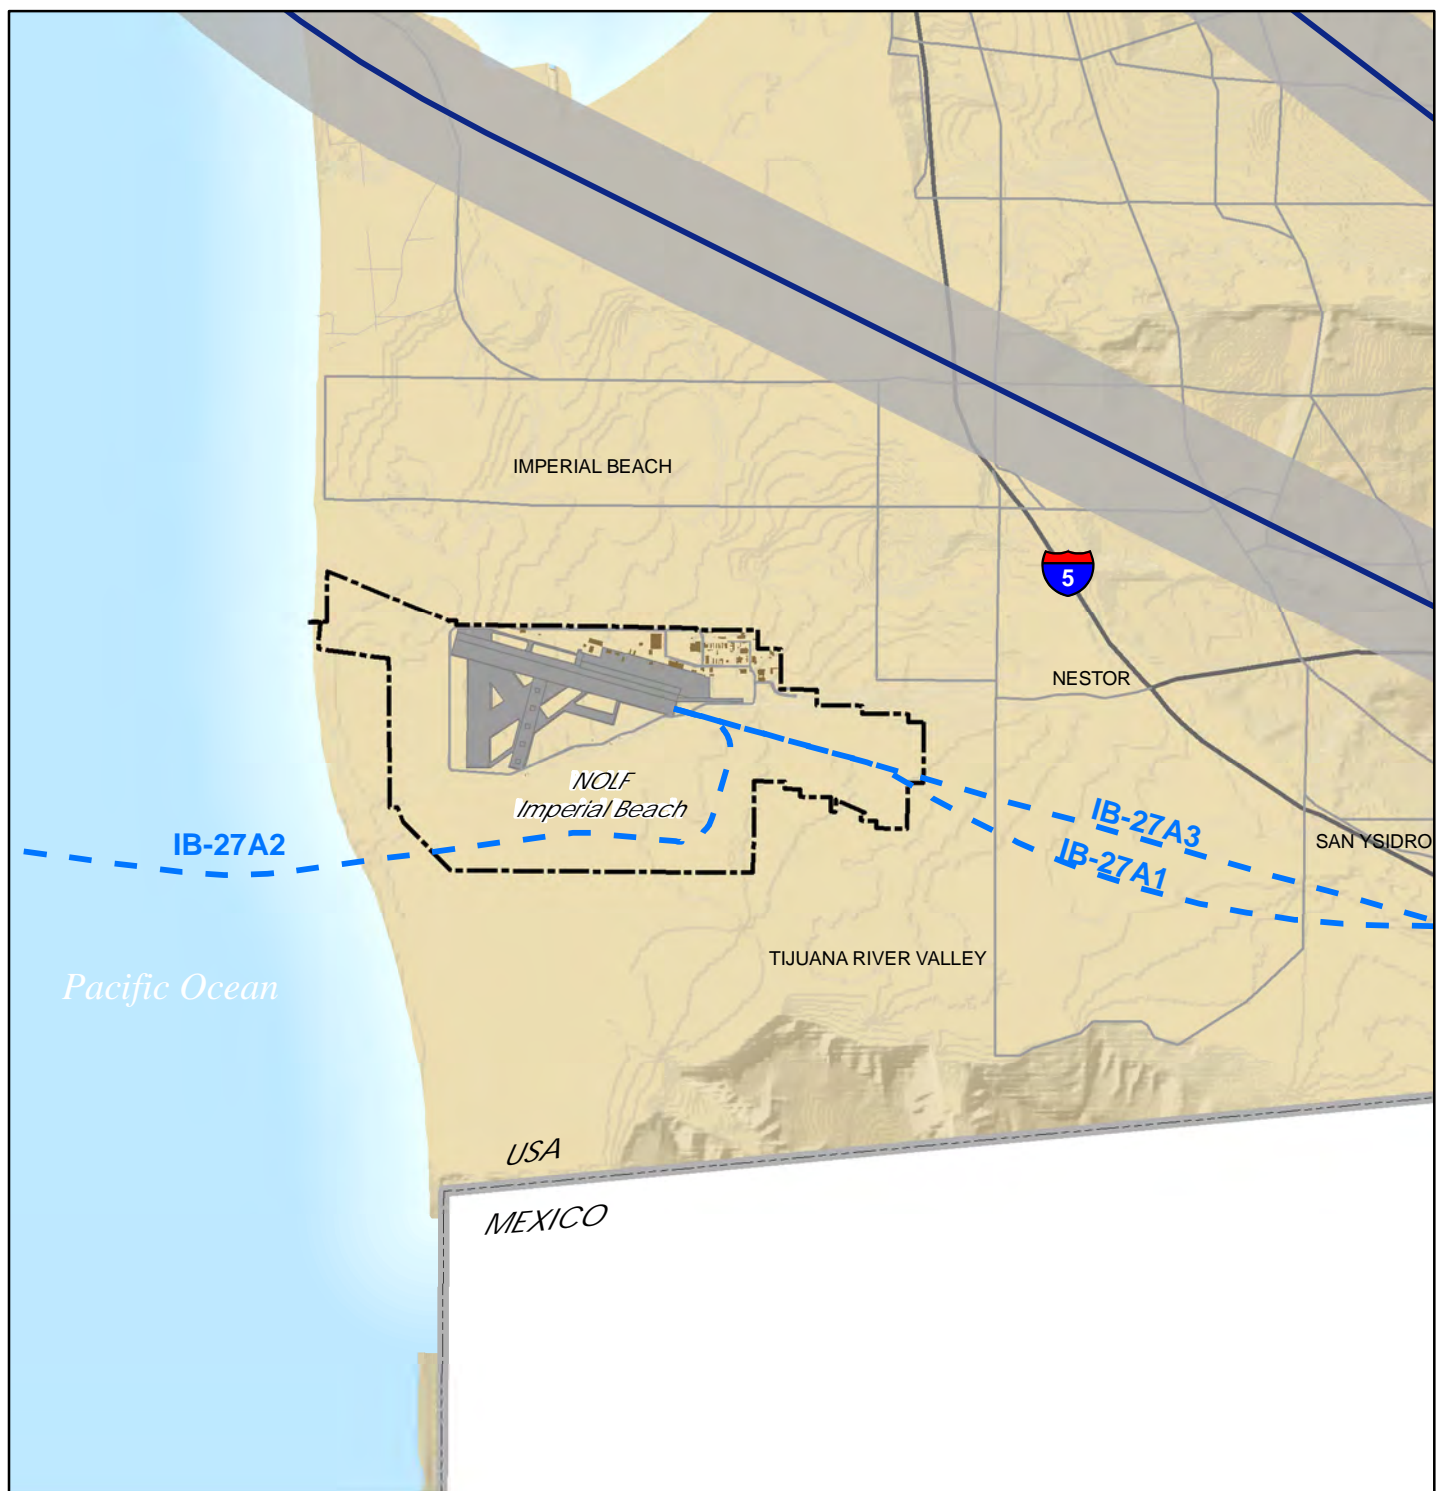 IMPERIAL BEACH
5
NESTOR
NOLF
Imperial Beach
IB-27A3
IB-27A2
SAN YSIDRO
IB-27A1
TIJUANA RIVER VALLEY
Pacific Ocean
USA
MEXICO